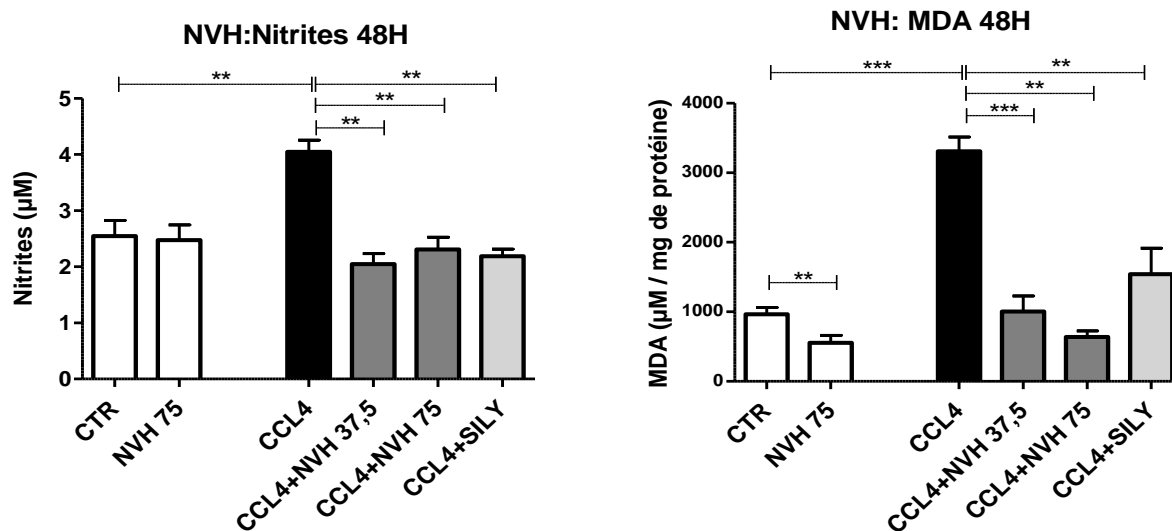 NVH:Nitrites 48H
**
**
**
**
5
4
3
2
1
0
Nitrites (µM)
CTR
NVH 75
CCL4
CCL4+NVH 37,5
CCL4+NVH 75
CCL4+SILY
NVH: MDA 48H
***
**
**
***
**
4000
3000
2000
1000
0
MDA (µM / mg de protéine)
CTR
NVH 75
CCL4
CCL4+NVH 37,5
CCL4+NVH 75
CCL4+SILY